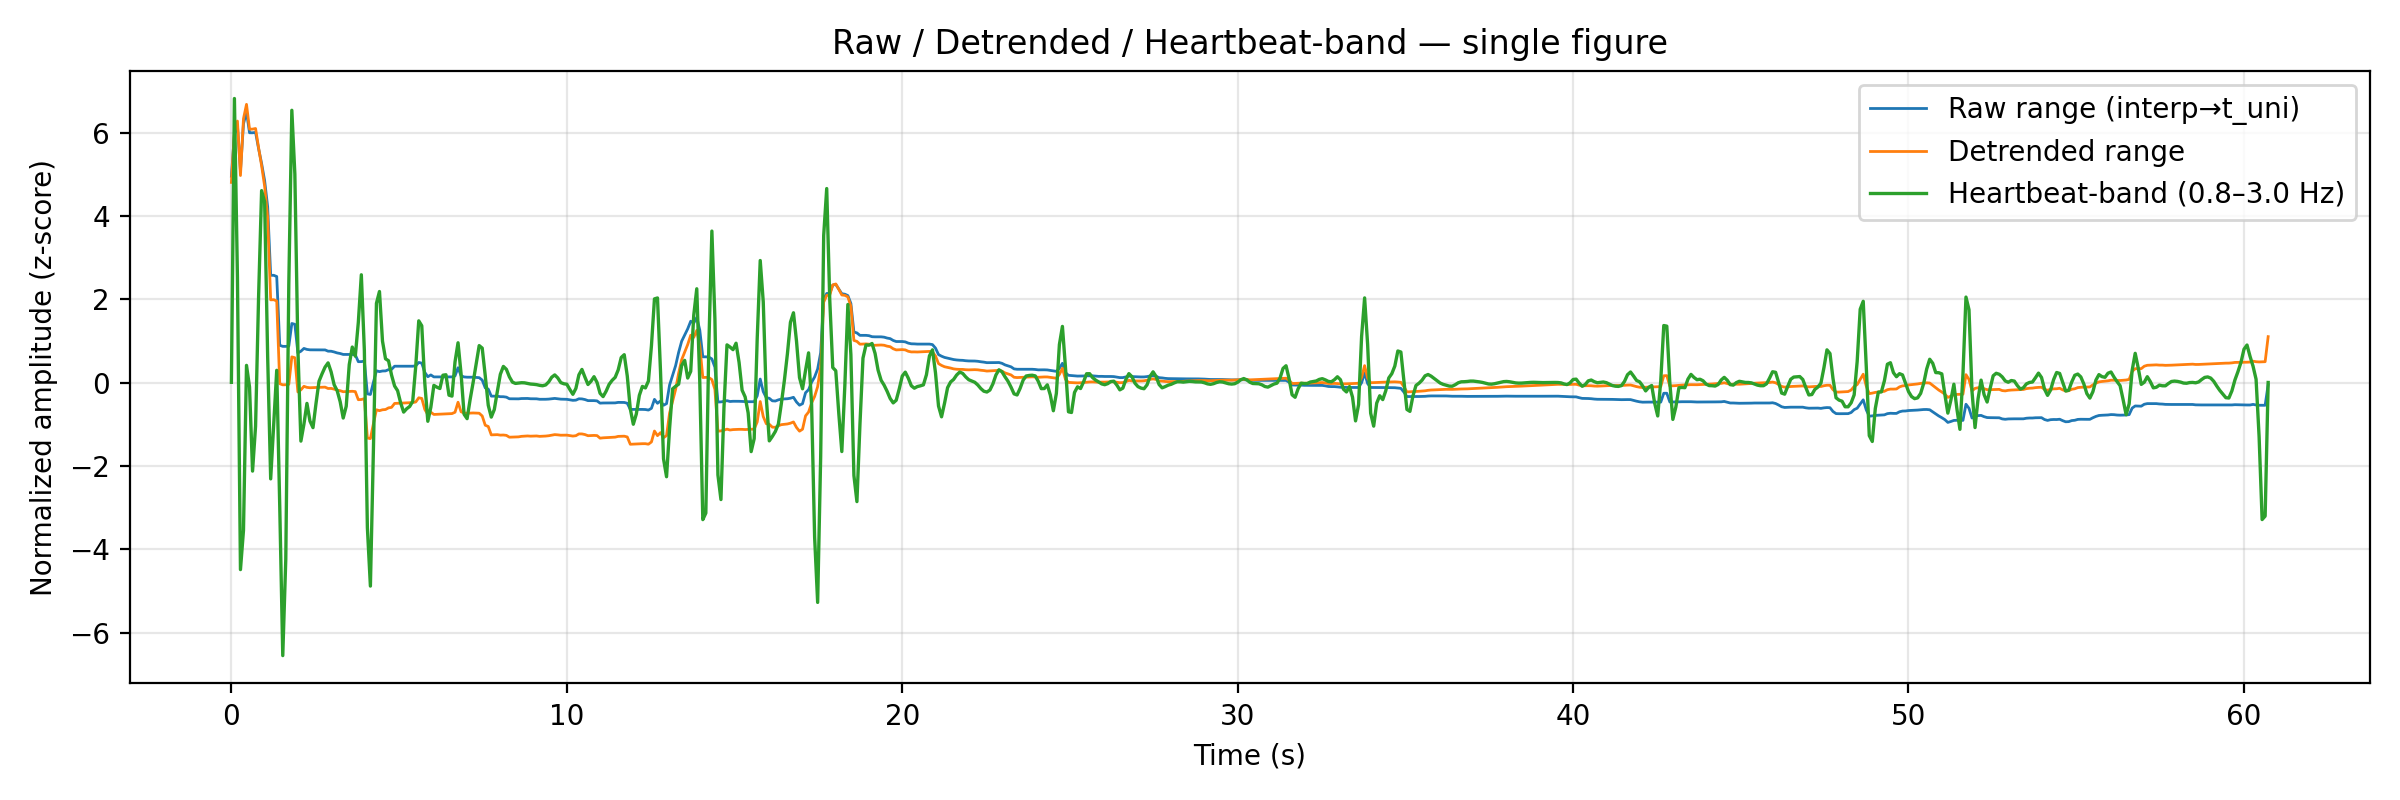 Raw / Detrended / Heartbeat-band — single figure
Normalized amplitude (z-score)
6
4
2
0
−2
−4
−6
Raw range (interp→t_uni)
Detrended range
Heartbeat-band (0.8–3.0 Hz)
0 10 20 30 40 50 60
Time (s)